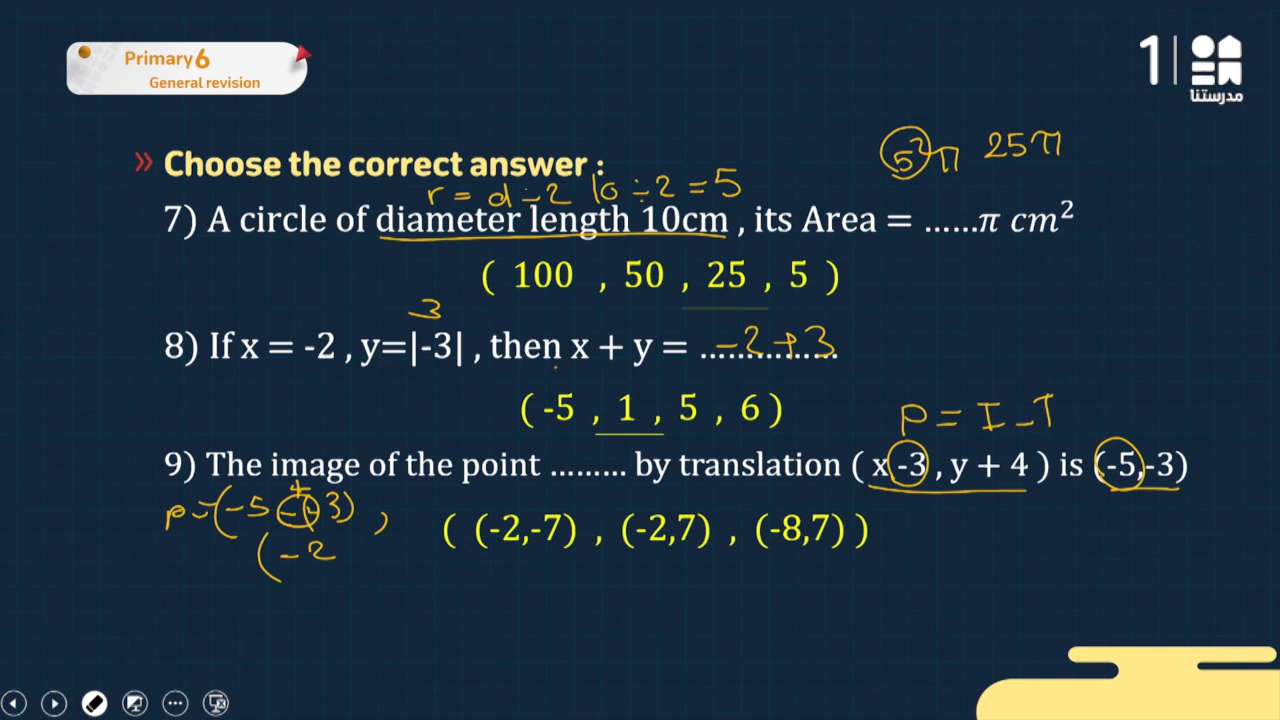 Primary 6
General revision
1
مدرستنا
» Choose the correct answer :
5²π 25π
r = d ÷ 2 10 ÷ 2 = 5
7) A circle of diameter length 10cm , its Area = ......π cm²
( 100 , 50 , 25 , 5 )
3
8) If x = -2 , y=|-3| , then x + y = ...............
-2+3
( -5 , 1 , 5 , 6 )
P = I - T
9) The image of the point ......... by translation ( x -3 , y + 4 ) is (-5,-3)
P=(-5 - - 3) ,
+
( (-2,-7) , (-2,7) , (-8,7) )
(-2